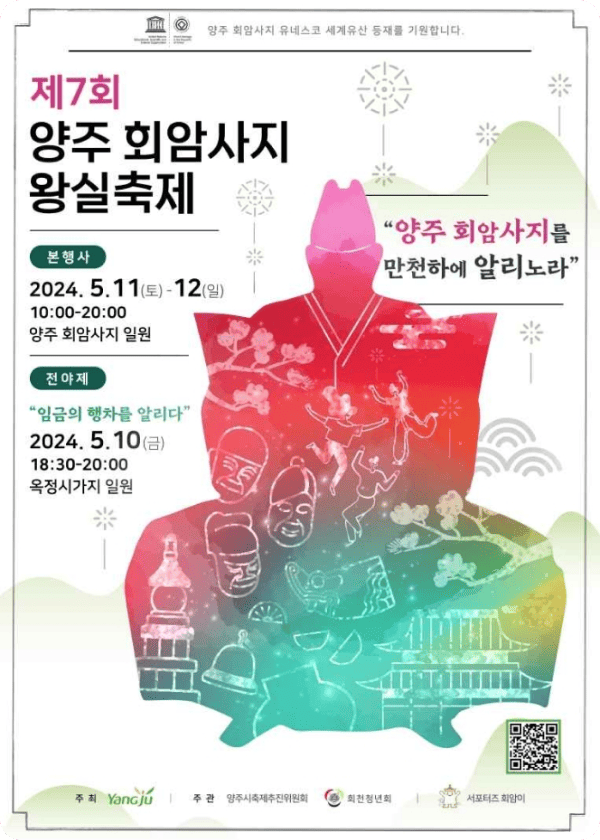 양주 회암사지 유네스코 세계유산 등재를 기원합니다.
제7회
양주 회암사지
왕실축제
본행사
2024. 5.11(토) - 12(일)
10:00-20:00
양주 회암사지 일원
전야제
“임금의 행차를 알리다”
2024. 5.10(금)
18:30-20:00
옥정시가지 일원
“양주 회암사지를
만천하에 알리노라”
주 최 Yangju 주 관 양주시축제추진위원회 회천청년회 서포터즈 회암이